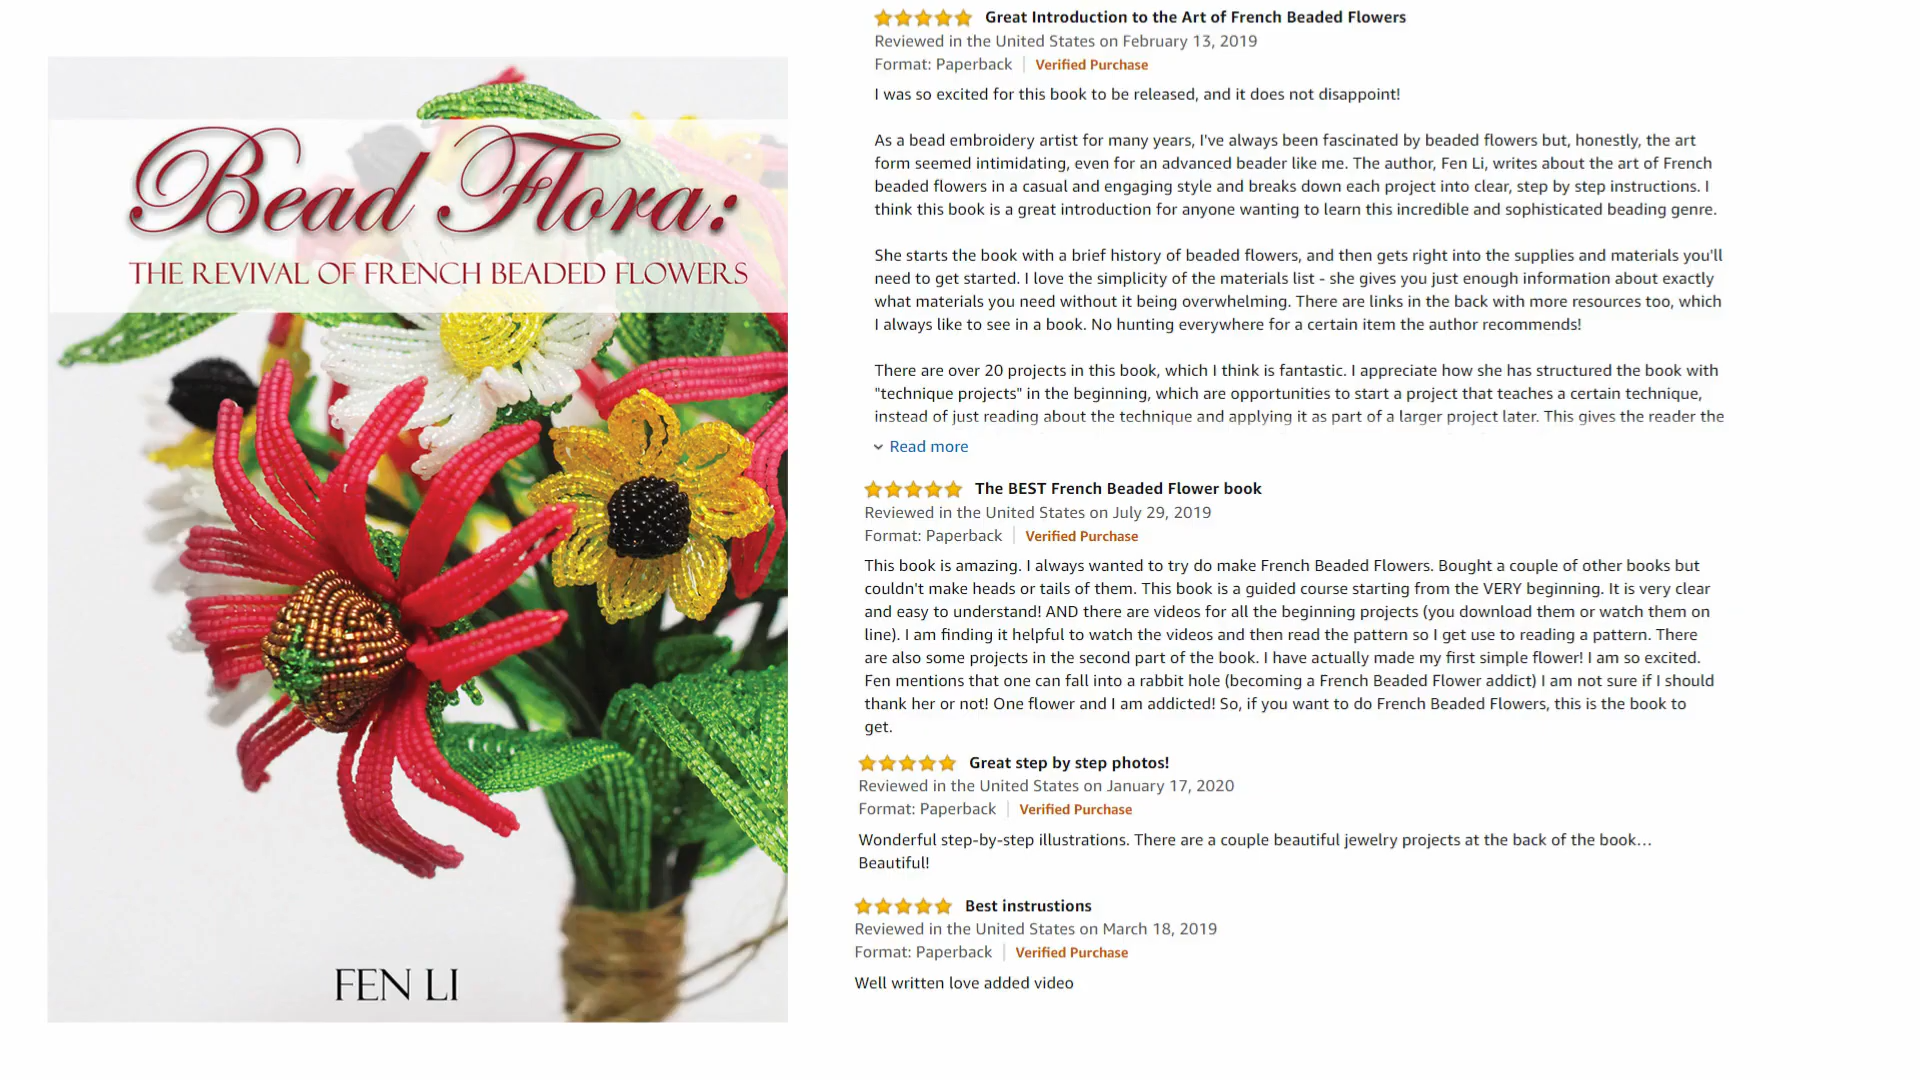 Bead Flora:
THE REVIVAL OF FRENCH BEADED FLOWERS
FEN LI
Great Introduction to the Art of French Beaded Flowers
Reviewed in the United States on February 13, 2019
Format: Paperback | Verified Purchase
I was so excited for this book to be released, and it does not disappoint!
As a bead embroidery artist for many years, I've always been fascinated by beaded flowers but, honestly, the art
form seemed intimidating, even for an advanced beader like me. The author, Fen Li, writes about the art of French
beaded flowers in a casual and engaging style and breaks down each project into clear, step by step instructions. I
think this book is a great introduction for anyone wanting to learn this incredible and sophisticated beading genre.
She starts the book with a brief history of beaded flowers, and then gets right into the supplies and materials you'll
need to get started. I love the simplicity of the materials list - she gives you just enough information about exactly
what materials you need without it being overwhelming. There are links in the back with more resources too, which
I always like to see in a book. No hunting everywhere for a certain item the author recommends!
There are over 20 projects in this book, which I think is fantastic. I appreciate how she has structured the book with
"technique projects" in the beginning, which are opportunities to start a project that teaches a certain technique,
instead of just reading about the technique and applying it as part of a larger project later. This gives the reader the
Read more
The BEST French Beaded Flower book
Reviewed in the United States on July 29, 2019
Format: Paperback | Verified Purchase
This book is amazing. I always wanted to try do make French Beaded Flowers. Bought a couple of other books but
couldn't make heads or tails of them. This book is a guided course starting from the VERY beginning. It is very clear
and easy to understand! AND there are videos for all the beginning projects (you download them or watch them on
line). I am finding it helpful to watch the videos and then read the pattern so I get use to reading a pattern. There
are also some projects in the second part of the book. I have actually made my first simple flower! I am so excited.
Fen mentions that one can fall into a rabbit hole (becoming a French Beaded Flower addict) I am not sure if I should
thank her or not! One flower and I am addicted! So, if you want to do French Beaded Flowers, this is the book to
get.
Great step by step photos!
Reviewed in the United States on January 17, 2020
Format: Paperback | Verified Purchase
Wonderful step-by-step illustrations. There are a couple beautiful jewelry projects at the back of the book…
Beautiful!
Best instrustions
Reviewed in the United States on March 18, 2019
Format: Paperback | Verified Purchase
Well written love added video